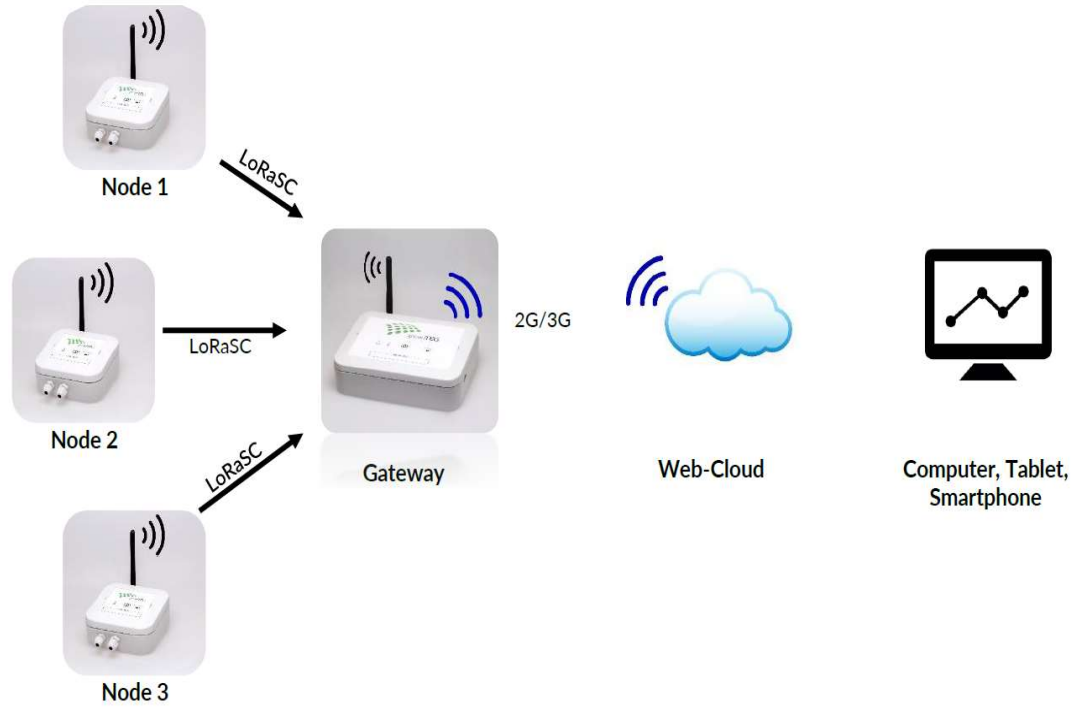 Node 1
LoRaSC
LoRaSC
Node 2
LoRaSC
Node 3
Gateway
2G/3G
Web-Cloud
Computer, Tablet,
Smartphone